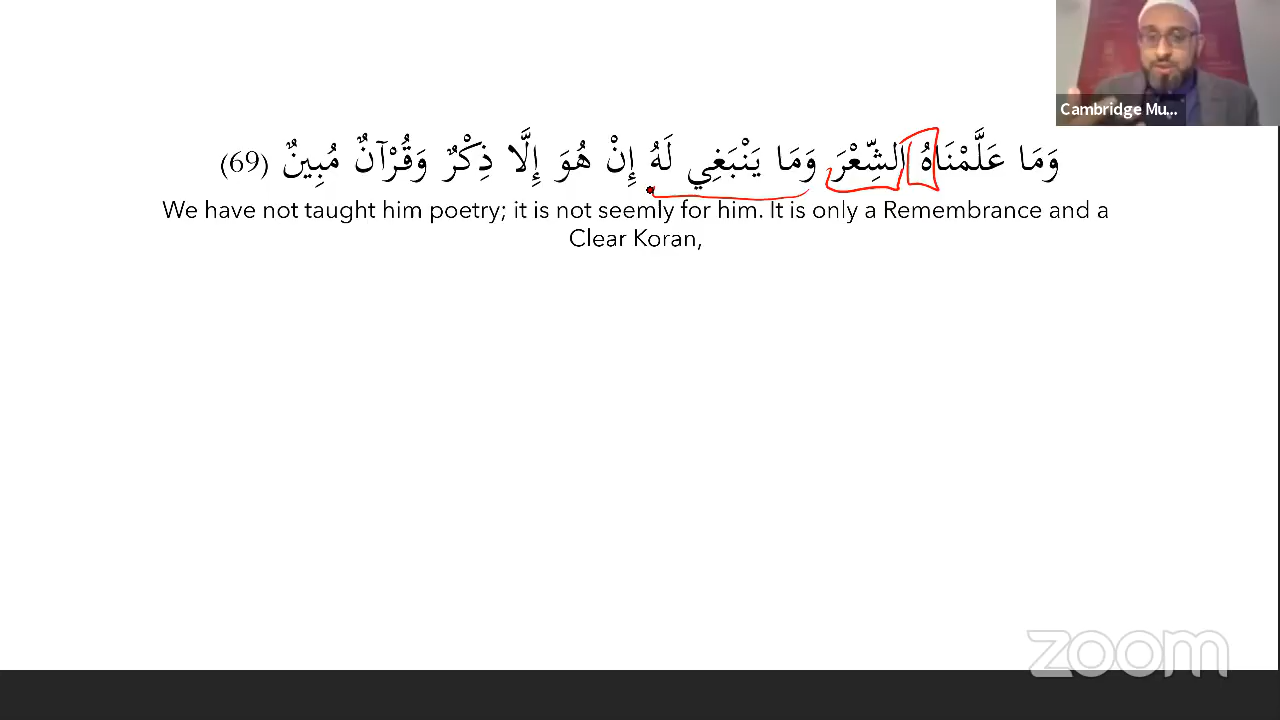 Cambridge Mu...
وَمَا عَلَّمْنَاهُ الشِّعْرَ وَمَا يَنْبَغِي لَهُ إِنْ هُوَ إِلَّا ذِكْرٌ وَقُرْآنٌ مُبِينٌ (69)
We have not taught him poetry; it is not seemly for him. It is only a Remembrance and a
Clear Koran,
zoom